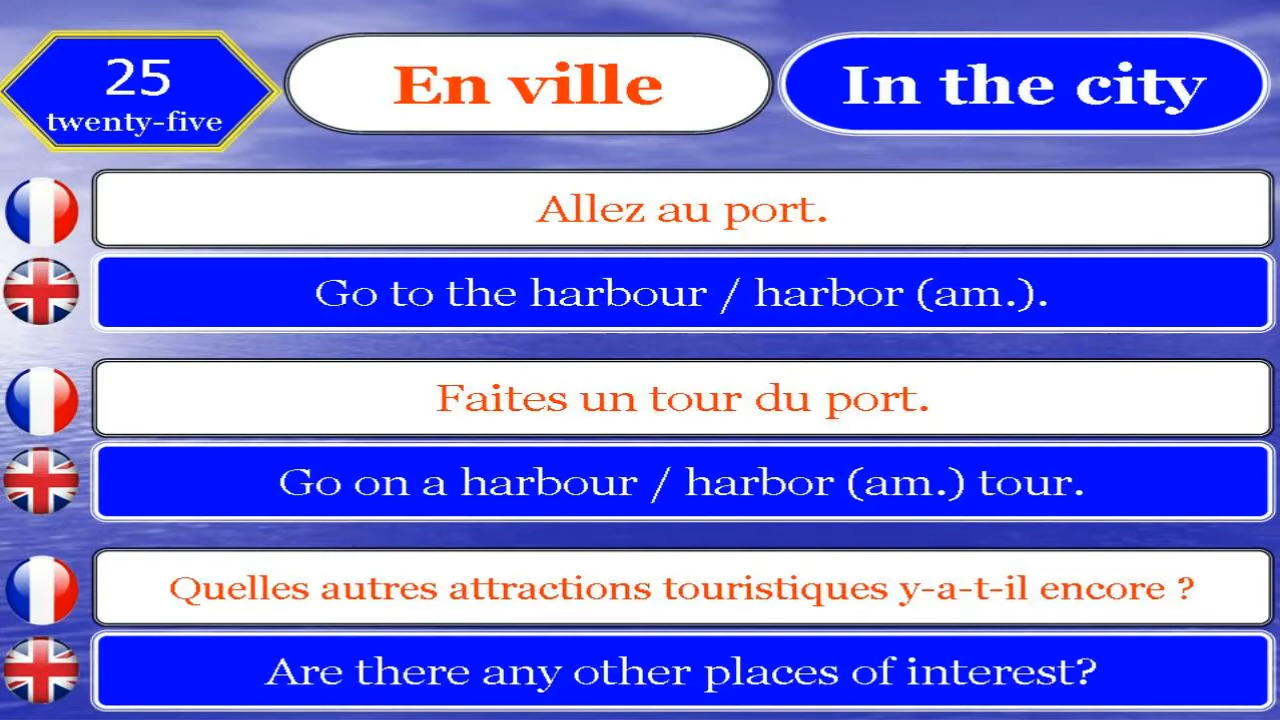 25
twenty-five
En ville
In the city
Allez au port.
Go to the harbour / harbor (am.).
Faites un tour du port.
Go on a harbour / harbor (am.) tour.
Quelles autres attractions touristiques y-a-t-il encore ?
Are there any other places of interest?